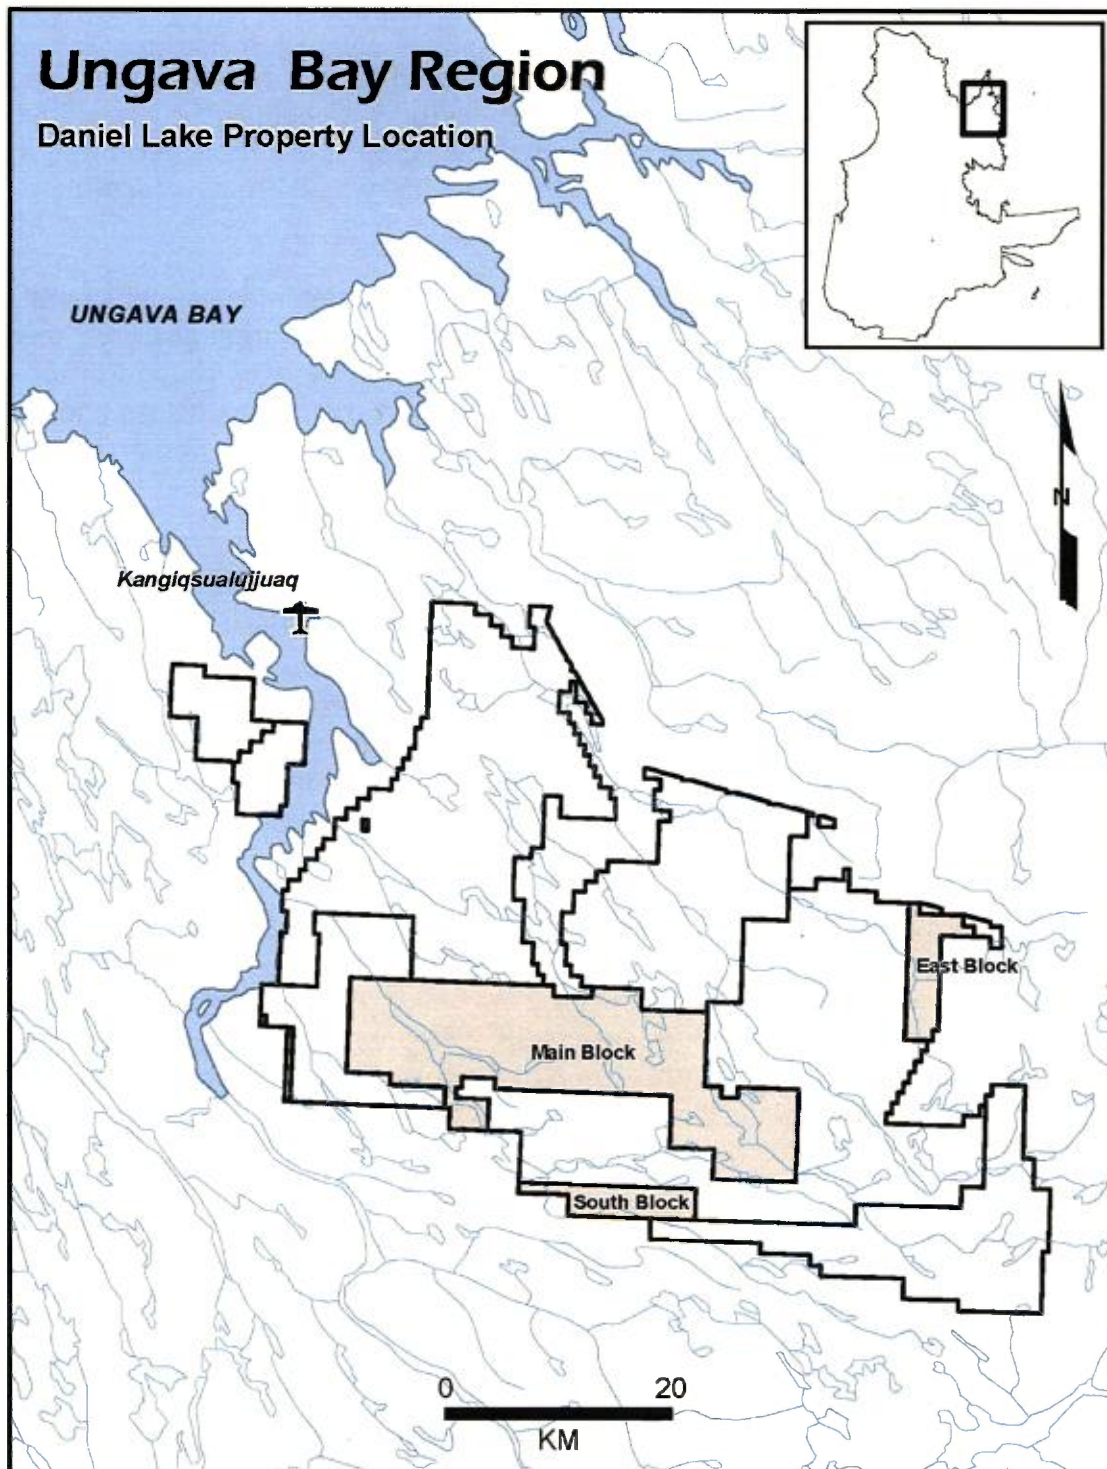 Ungava Bay Region
Daniel Lake Property Location
UNGAVA BAY
N
Kangiqsualujjuaq
East Block
Main Block
South Block
0 20
KM